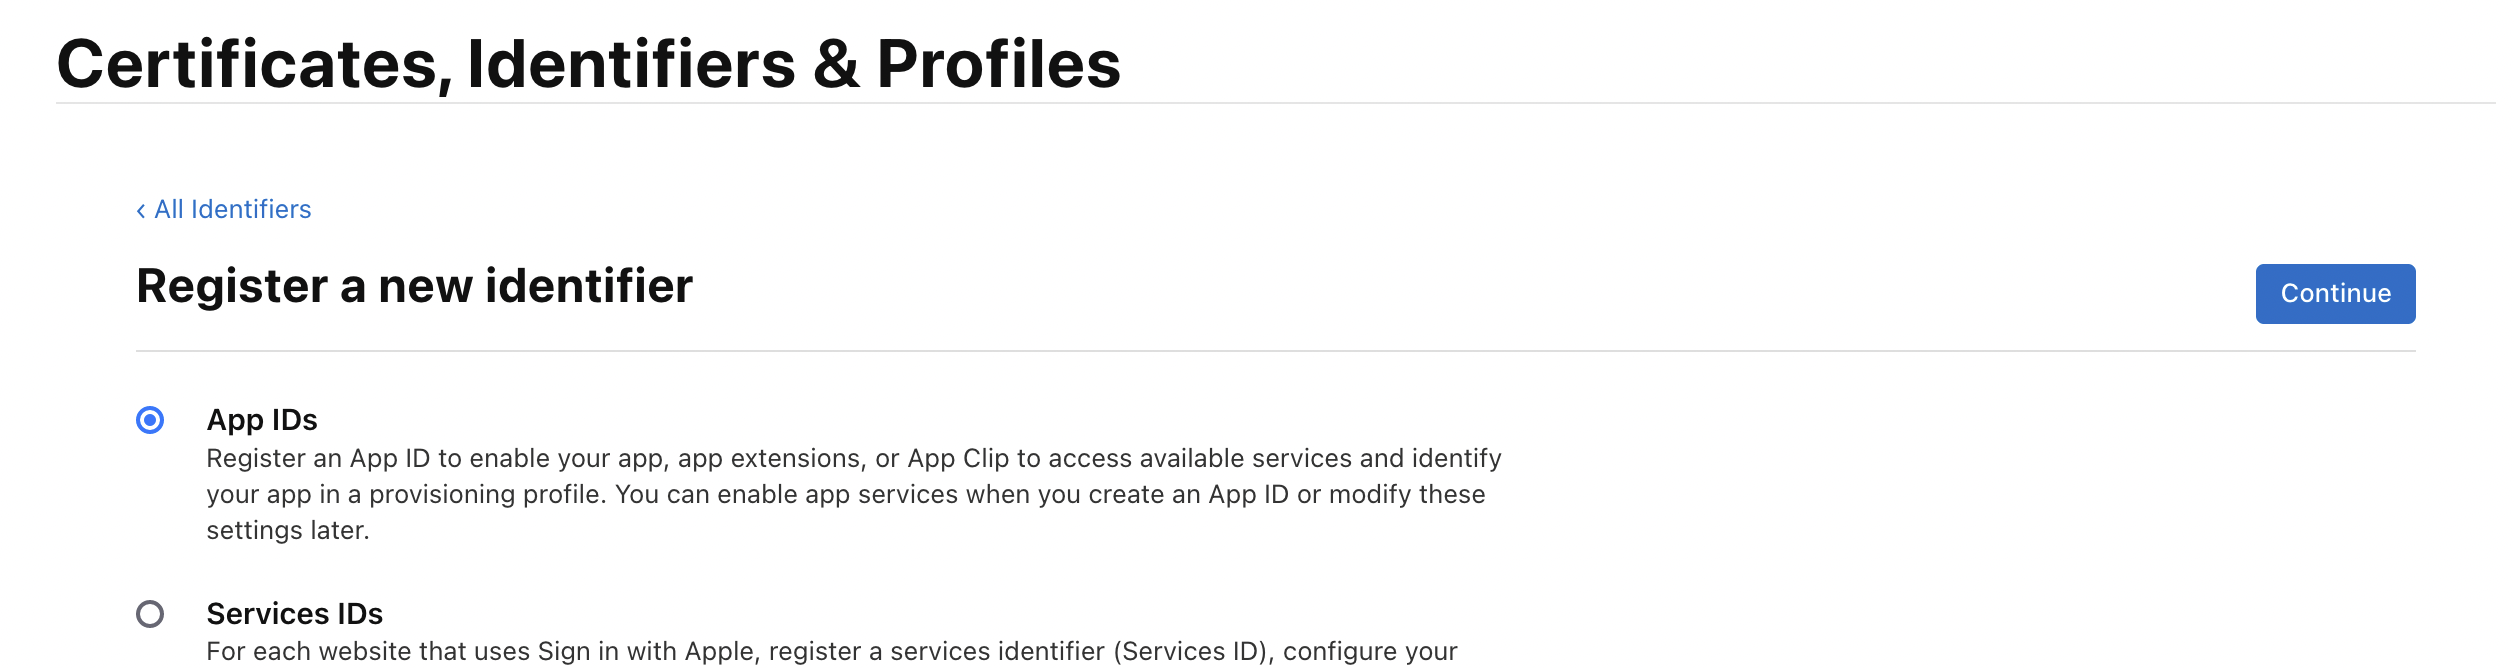 Certificates, Identifiers & Profiles
‹ All Identifiers
Register a new identifier
Continue
App IDs
Register an App ID to enable your app, app extensions, or App Clip to access available services and identify
your app in a provisioning profile. You can enable app services when you create an App ID or modify these
settings later.
Services IDs
For each website that uses Sign in with Apple, register a services identifier (Services ID), configure your